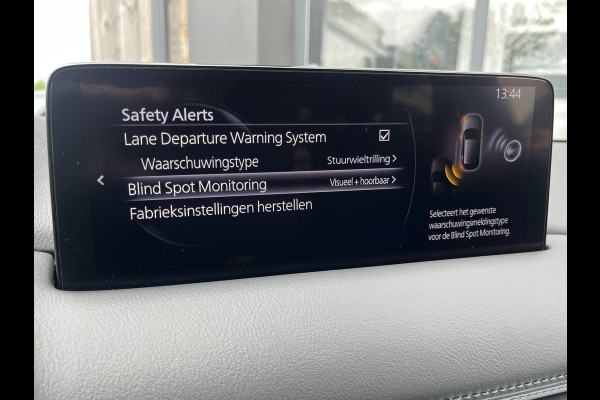 13:44
Safety Alerts
Lane Departure Warning System
Waarschuwingstype Stuurwieltrilling
Blind Spot Monitoring Visueel + hoorbaar
Fabrieksinstellingen herstellen
Selecteert het gewenste
waarschuwingsmeldingstype
voor de Blind Spot Monitoring.